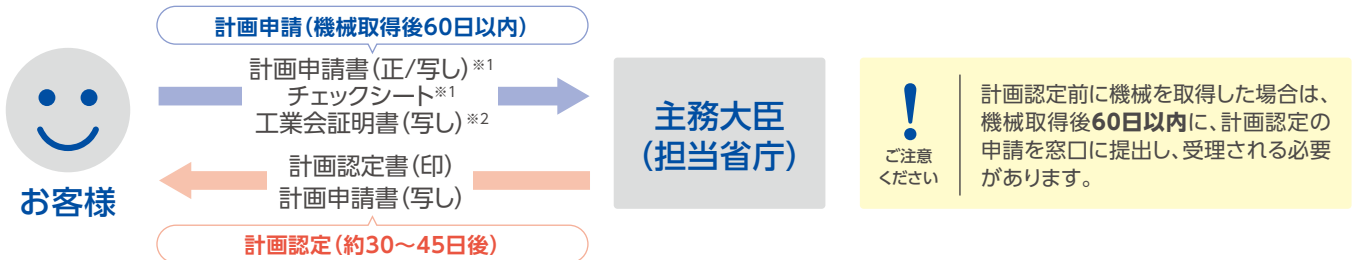 計画申請(機械取得後60日以内)
計画申請書(正/写し)※1
チェックシート※1
工業会証明書(写し)※2
計画認定書(印)
計画申請書(写し)
計画認定(約30〜45日後)
お客様
主務大臣
(担当省庁)
!
ご注意
ください
計画認定前に機械を取得した場合は、
機械取得後60日以内に、計画認定の
申請を窓口に提出し、受理される必要
があります。